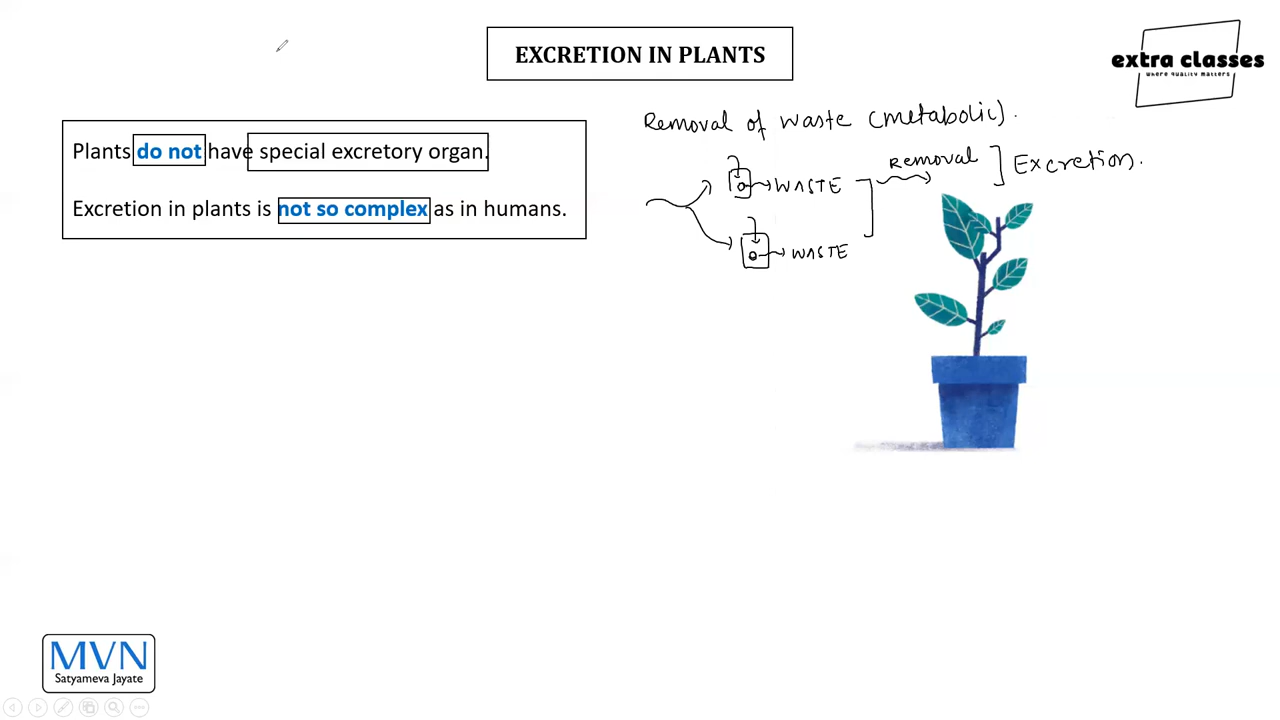 EXCRETION IN PLANTS
extra classes
where quality matters
Removal of waste (metabolic).
Plants do not have special excretory organ.
Excretion in plants is not so complex as in humans.
Removal
Excretion.
WASTE
WASTE
MVN
Satyameva Jayate